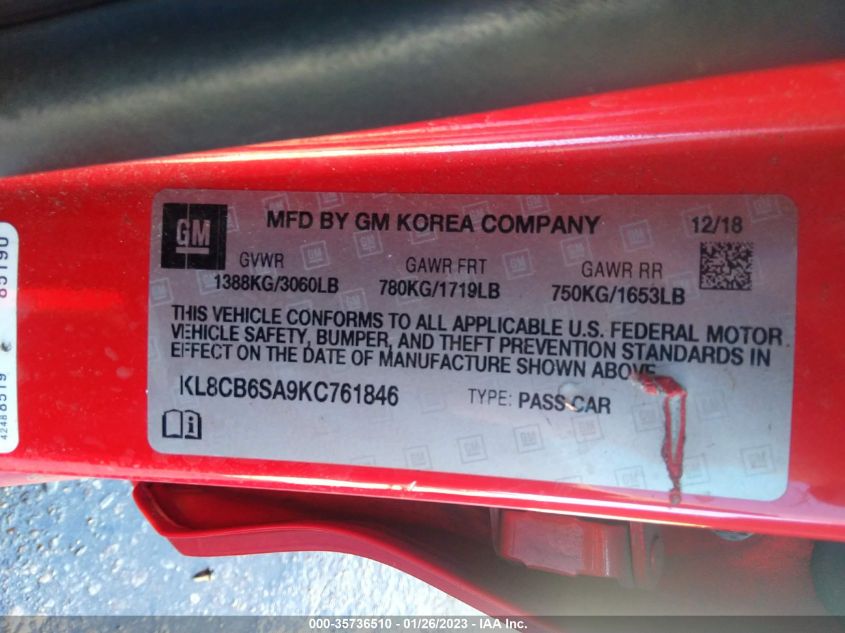 GM
MFD BY GM KOREA COMPANY 12/18
GVWR GAWR FRT GAWR RR
1388KG/3060LB 780KG/1719LB 750KG/1653LB
THIS VEHICLE CONFORMS TO ALL APPLICABLE U.S. FEDERAL MOTOR
VEHICLE SAFETY, BUMPER, AND THEFT PREVENTION STANDARDS IN
EFFECT ON THE DATE OF MANUFACTURE SHOWN ABOVE.
KL8CB6SA9KC761846 TYPE: PASS CAR
42488519
000-35736510 - 01/26/2023 - IAA Inc.